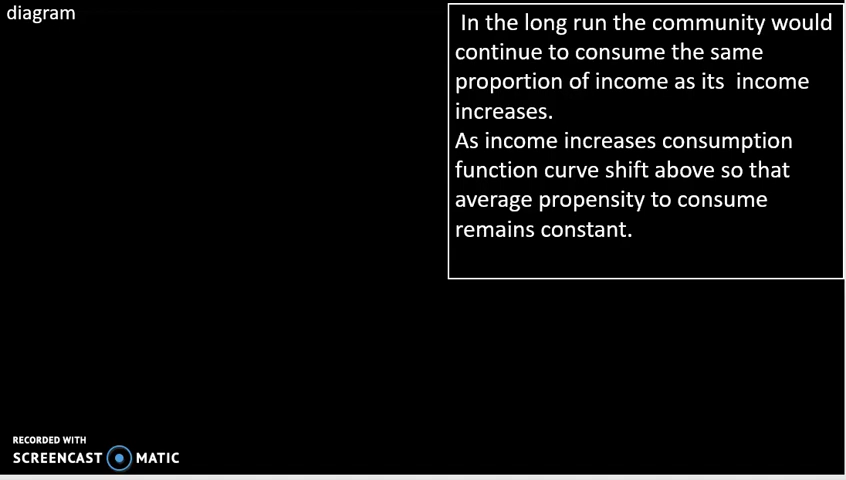 diagram
In the long run the community would
continue to consume the same
proportion of income as its income
increases.
As income increases consumption
function curve shift above so that
average propensity to consume
remains constant.
RECORDED WITH
SCREENCAST MATIC